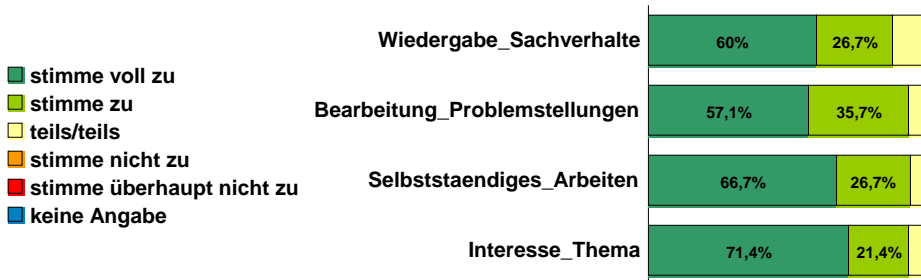 stimme voll zu
stimme zu
teils/teils
stimme nicht zu
stimme überhaupt nicht zu
keine Angabe
Wiedergabe_Sachverhalte 60% 26,7%
Bearbeitung_Problemstellungen 57,1% 35,7%
Selbststaendiges_Arbeiten 66,7% 26,7%
Interesse_Thema 71,4% 21,4%